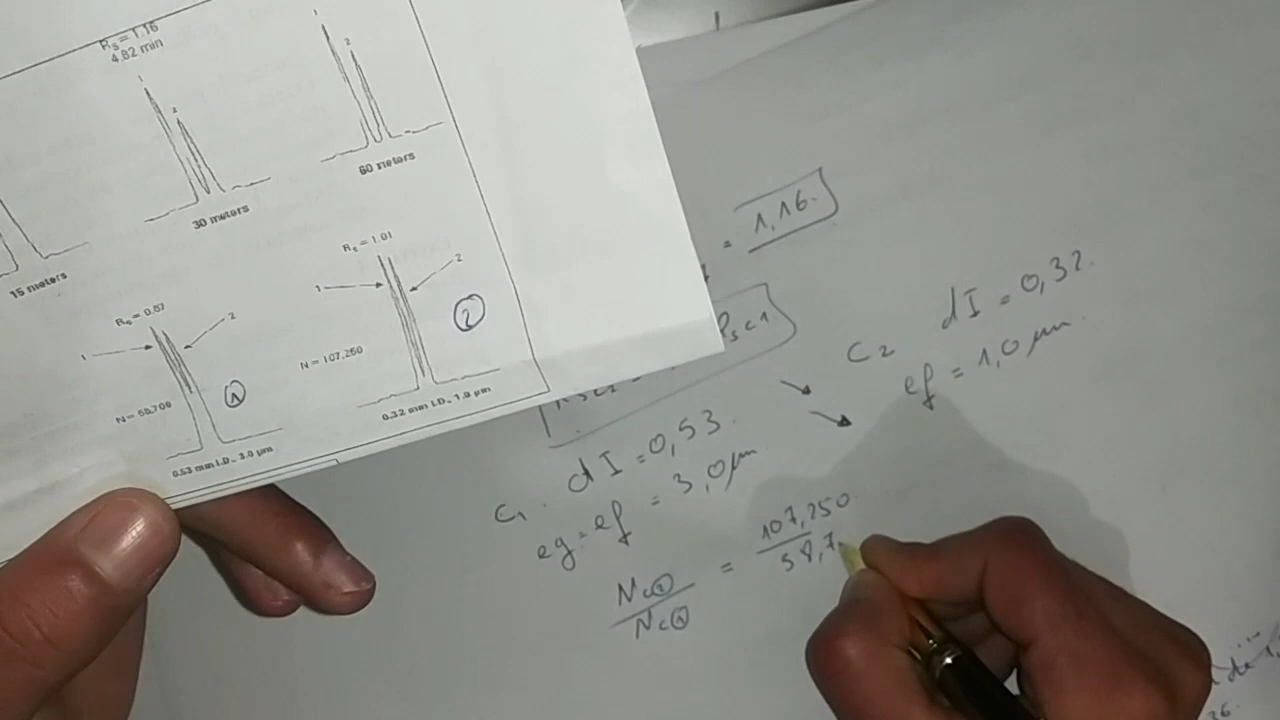 Rs = 1.16
4.82 min
1
2
1
2
15 meters
30 meters
60 meters
Rs = 0.87
1
2
N = 58,700
1
0.53 mm I.D., 3.0 µm
Rs = 1.01
1
2
N = 107,250
2
0.32 mm I.D., 1.0 µm
= 1,16.
C1. dI = 0,53.
eg = ef = 3,0 µm
C2 dI = 0,32.
ef = 1,0 µm.
Nc2 / Nc1 = 107,250 / 58,7